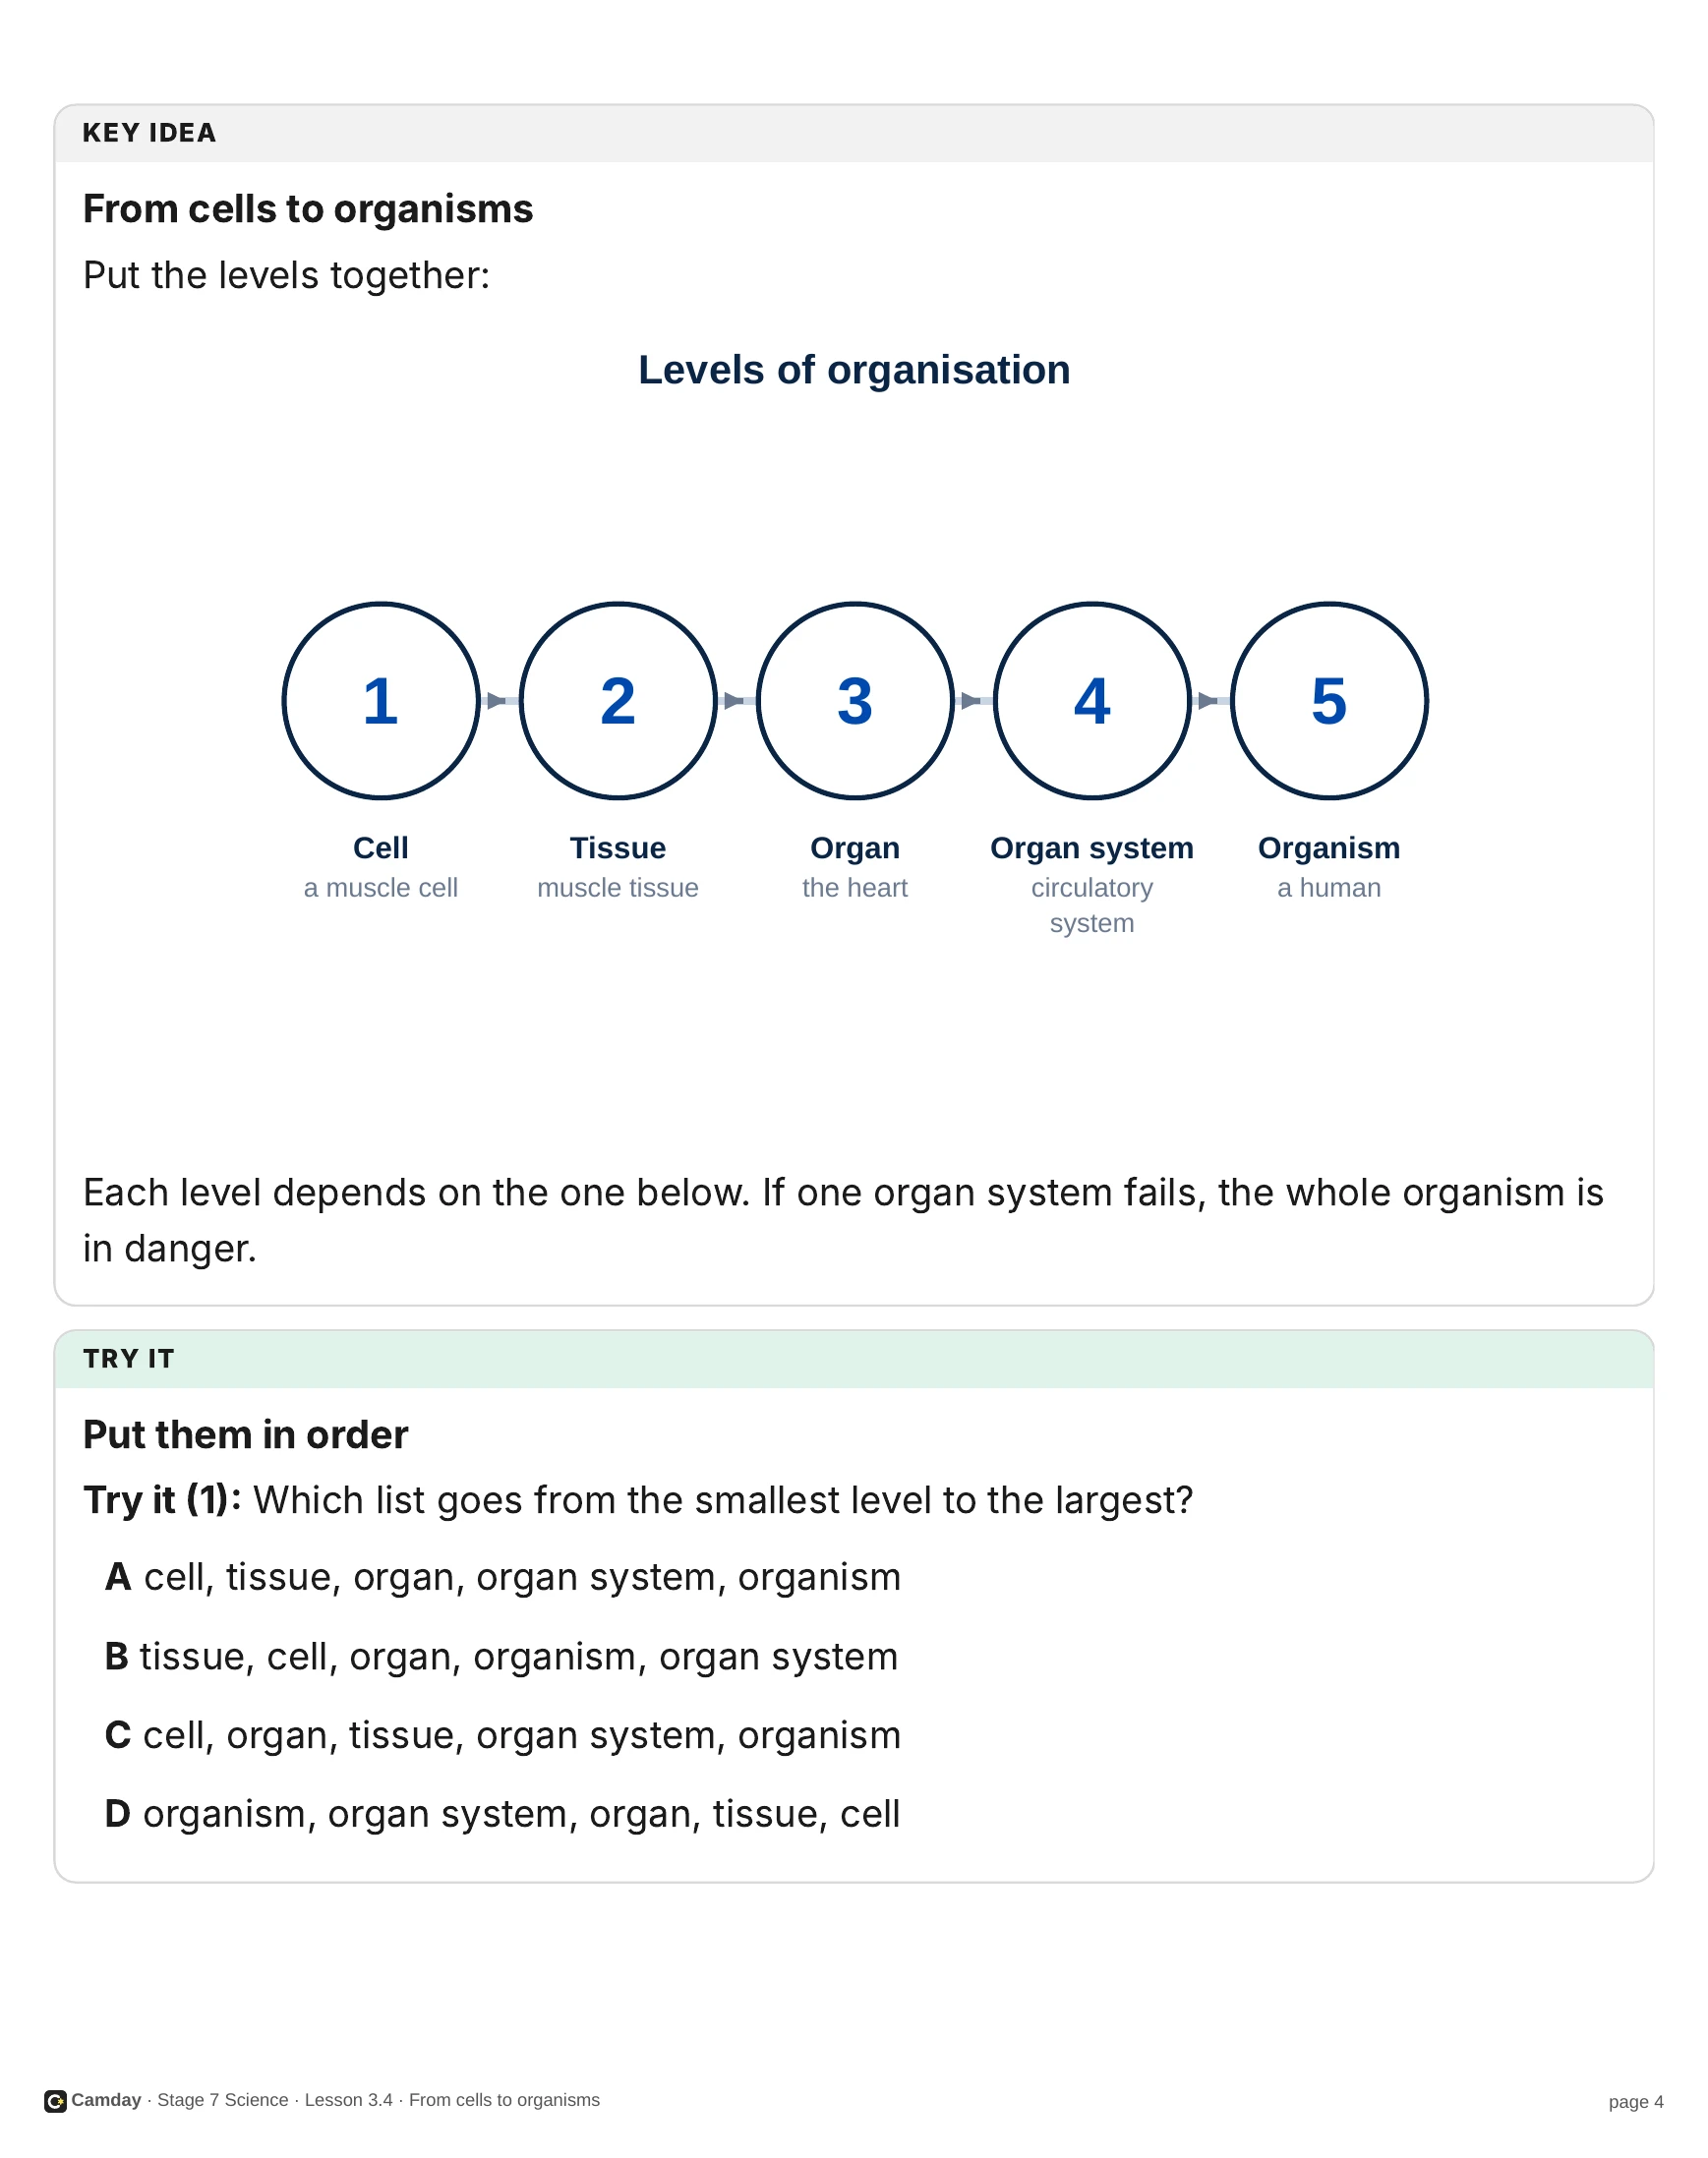 KEY IDEA
From cells to organisms
Put the levels together:
Levels of organisation
1 2 3 4 5
Cell Tissue Organ Organ system Organism
a muscle cell muscle tissue the heart circulatory a human
system
Each level depends on the one below. If one organ system fails, the whole organism is
in danger.
TRY IT
Put them in order
Try it (1): Which list goes from the smallest level to the largest?
A cell, tissue, organ, organ system, organism
B tissue, cell, organ, organism, organ system
C cell, organ, tissue, organ system, organism
D organism, organ system, organ, tissue, cell
Camday · Stage 7 Science · Lesson 3.4 · From cells to organisms page 4